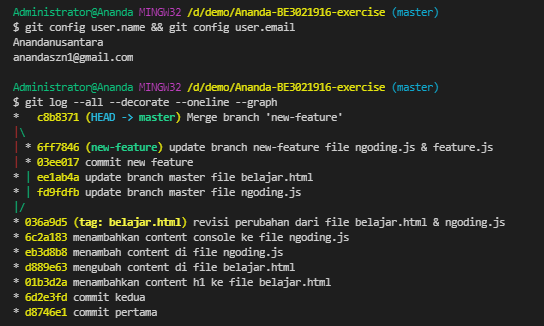 Administrator@Ananda MINGW32 /d/demo/Ananda-BE3021916-exercise (master)
$ git config user.name && git config user.email
Anandanusantara
anandaszn1@gmail.com

Administrator@Ananda MINGW32 /d/demo/Ananda-BE3021916-exercise (master)
$ git log --all --decorate --oneline --graph
*   c8b8371 (HEAD -> master) Merge branch 'new-feature'
|\
| * 6ff7846 (new-feature) update branch new-feature file ngoding.js & feature.js
| * 03ee017 commit new feature
* | ee1ab4a update branch master file belajar.html
* | fd9fdfb update branch master file ngoding.js
|/
* 036a9d5 (tag: belajar.html) revisi perubahan dari file belajar.html & ngoding.js
* 6c2a183 menambahkan content console ke file ngoding.js
* eb3d8b8 menambah content di file ngoding.js
* d889e63 mengubah content di file belajar.html
* 01b3d2a menambahkan content h1 ke file belajar.html
* 6d2e3fd commit kedua
* d8746e1 commit pertama